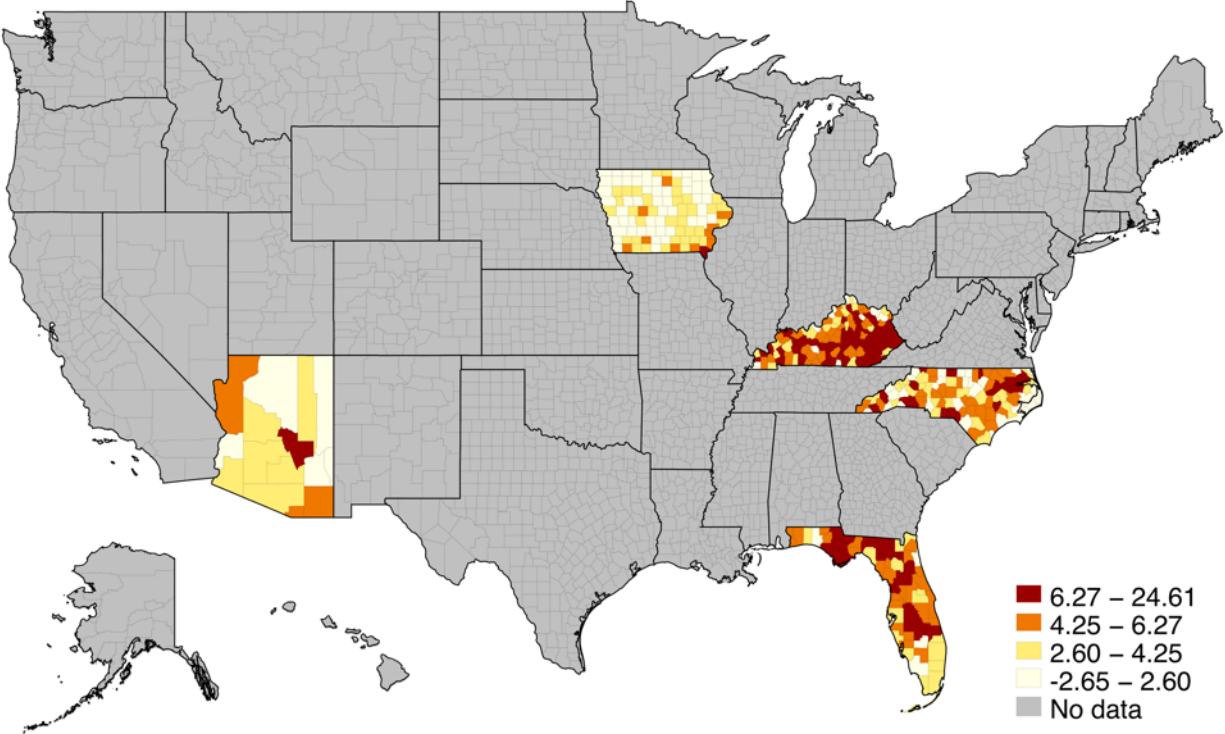 6.27 – 24.61
4.25 – 6.27
2.60 – 4.25
-2.65 – 2.60
No data